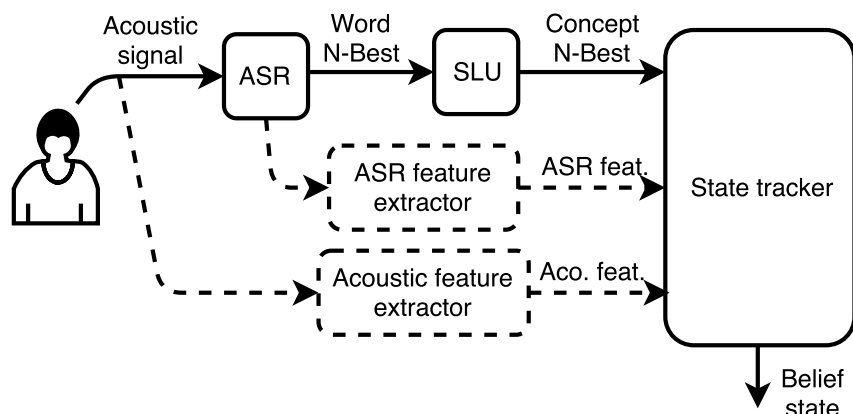 Acoustic
signal
ASR
Word
N-Best
SLU
Concept
N-Best
ASR feature
extractor
ASR feat.
State tracker
Acoustic feature
extractor
Aco. feat.
Belief
state